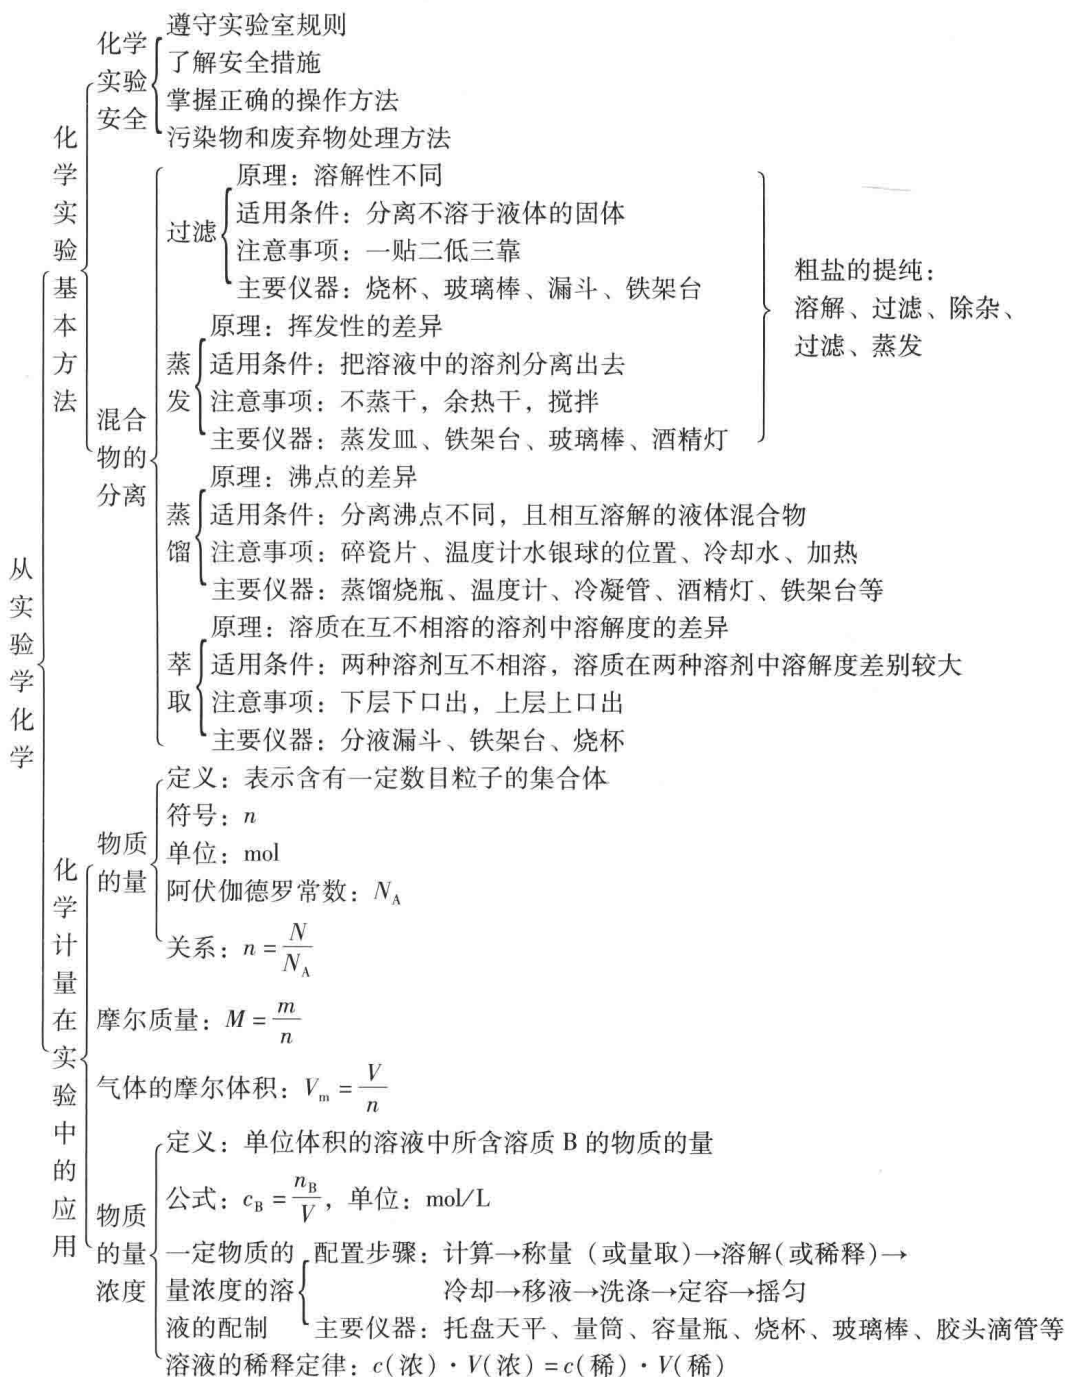 从实验学化学
化学实验基本方法
化学实验安全
遵守实验室规则
了解安全措施
掌握正确的操作方法
污染物和废弃物处理方法
混合物的分离
过滤
原理：溶解性不同
适用条件：分离不溶于液体的固体
注意事项：一贴二低三靠
主要仪器：烧杯、玻璃棒、漏斗、铁架台
蒸发
原理：挥发性的差异
适用条件：把溶液中的溶剂分离出去
注意事项：不蒸干，余热干，搅拌
主要仪器：蒸发皿、铁架台、玻璃棒、酒精灯
粗盐的提纯：
溶解、过滤、除杂、
过滤、蒸发
蒸馏
原理：沸点的差异
适用条件：分离沸点不同，且相互溶解的液体混合物
注意事项：碎瓷片、温度计水银球的位置、冷却水、加热
主要仪器：蒸馏烧瓶、温度计、冷凝管、酒精灯、铁架台等
萃取
原理：溶质在互不相溶的溶剂中溶解度的差异
适用条件：两种溶剂互不相溶，溶质在两种溶剂中溶解度差别较大
注意事项：下层下口出，上层上口出
主要仪器：分液漏斗、铁架台、烧杯
化学计量在实验中的应用
物质的量
定义：表示含有一定数目粒子的集合体
符号：n
单位：mol
阿伏伽德罗常数：N_A
关系：n=N/N_A
摩尔质量：M=m/n
气体的摩尔体积：V_m=V/n
物质的量浓度
定义：单位体积的溶液中所含溶质 B 的物质的量
公式：c_B=n_B/V，单位：mol/L
一定物质的量浓度的溶液的配制
配置步骤：计算→称量（或量取）→溶解（或稀释）→
冷却→移液→洗涤→定容→摇匀
主要仪器：托盘天平、量筒、容量瓶、烧杯、玻璃棒、胶头滴管等
溶液的稀释定律：c(浓)·V(浓)=c(稀)·V(稀)